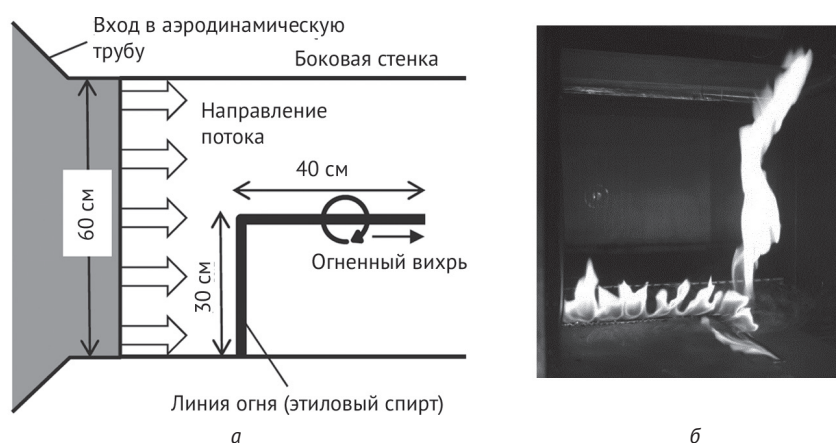 Вход в аэродинамическую
трубу
Боковая стенка
Направление
потока
40 см
60 см
30 см
Огненный вихрь
Линия огня (этиловый спирт)
а
б